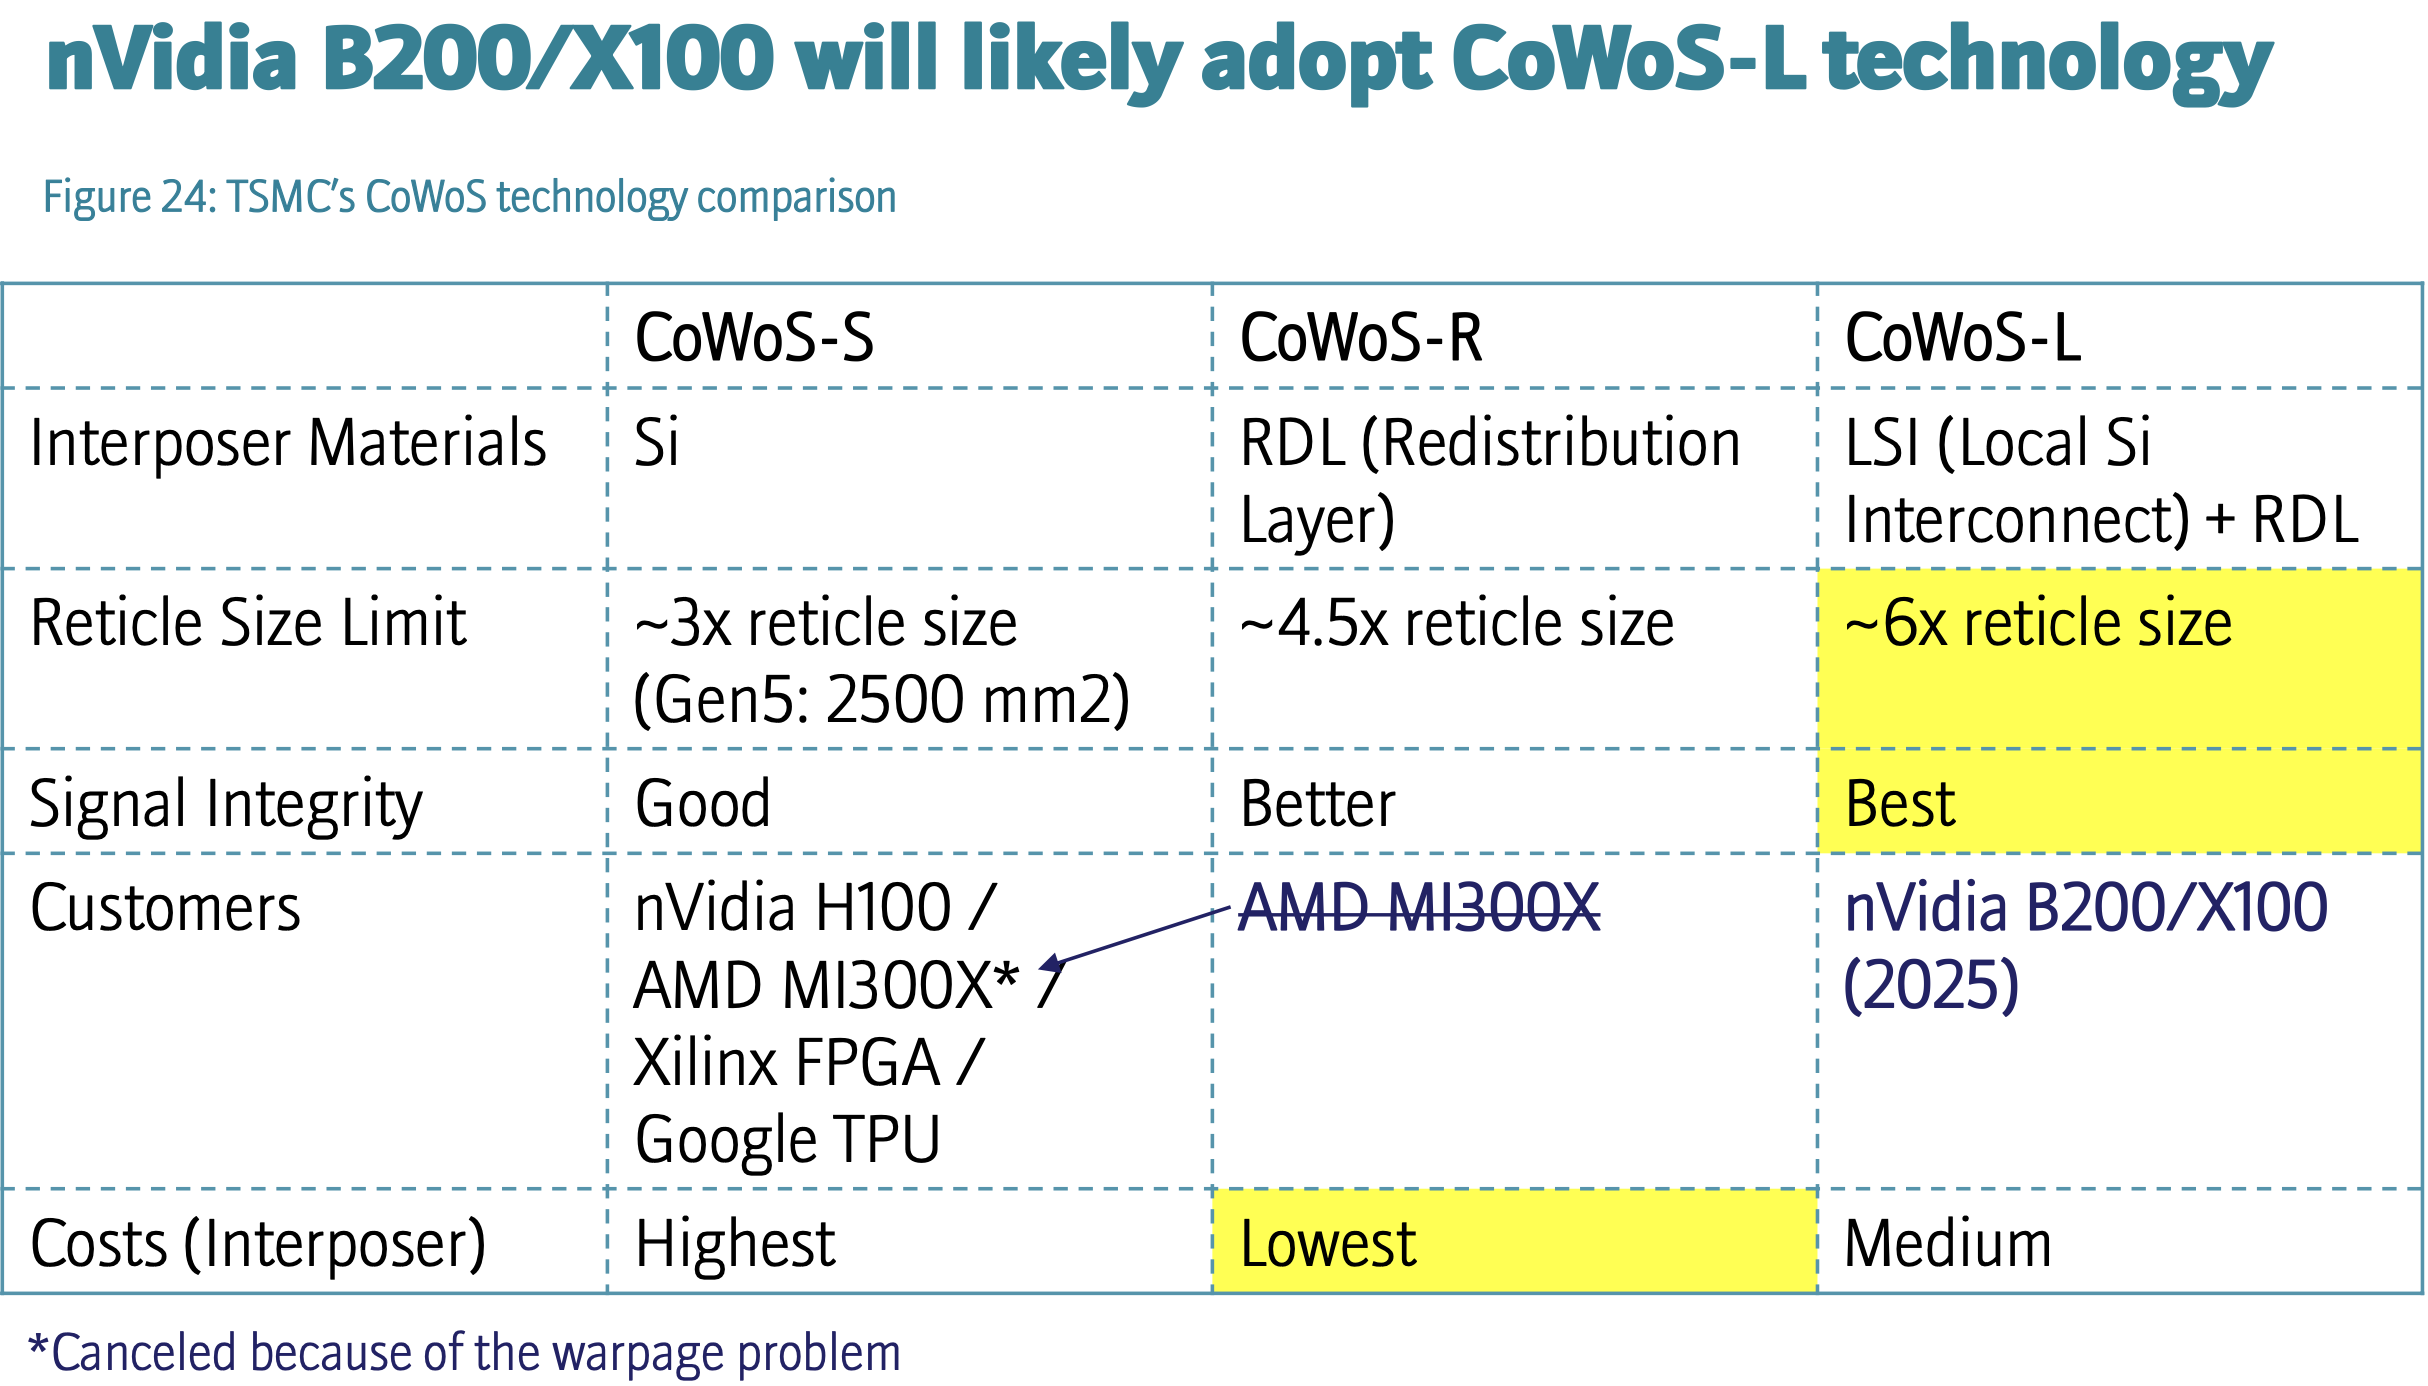 nVidia B200/X100 will likely adopt CoWoS-L technology
Figure 24: TSMC’s CoWoS technology comparison
CoWoS-S CoWoS-R CoWoS-L
Interposer Materials Si RDL (Redistribution LSI (Local Si
Layer) Interconnect) + RDL
Reticle Size Limit ~3x reticle size ~4.5x reticle size ~6x reticle size
(Gen5: 2500 mm2)
Signal Integrity Good Better Best
Customers nVidia H100 / AMD MI300X nVidia B200/X100
AMD MI300X* / (2025)
Xilinx FPGA /
Google TPU
Costs (Interposer) Highest Lowest Medium
*Canceled because of the warpage problem